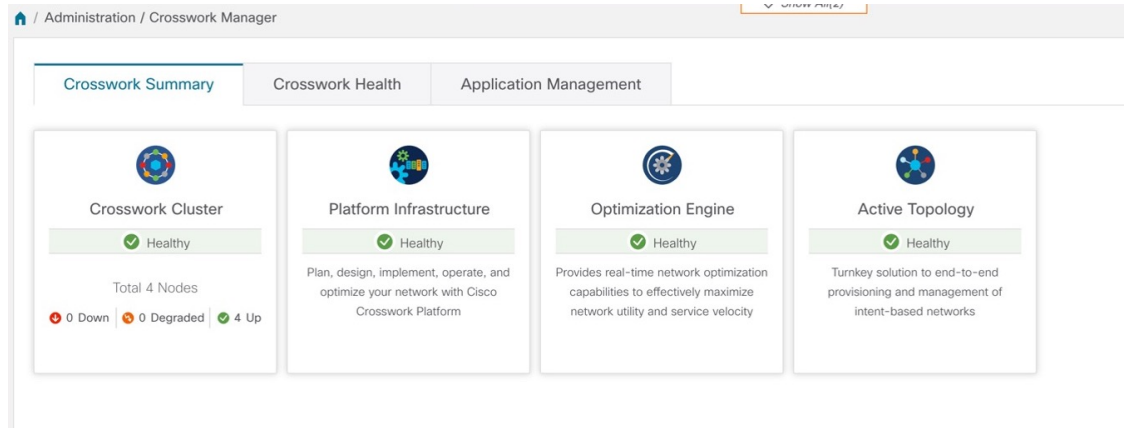 Show All(2)
/ Administration / Crosswork Manager
Crosswork Summary
Crosswork Health
Application Management
Crosswork Cluster
Healthy
Total 4 Nodes
0 Down
0 Degraded
4 Up
Platform Infrastructure
Healthy
Plan, design, implement, operate, and
optimize your network with Cisco
Crosswork Platform
Optimization Engine
Healthy
Provides real-time network optimization
capabilities to effectively maximize
network utility and service velocity
Active Topology
Healthy
Turnkey solution to end-to-end
provisioning and management of
intent-based networks